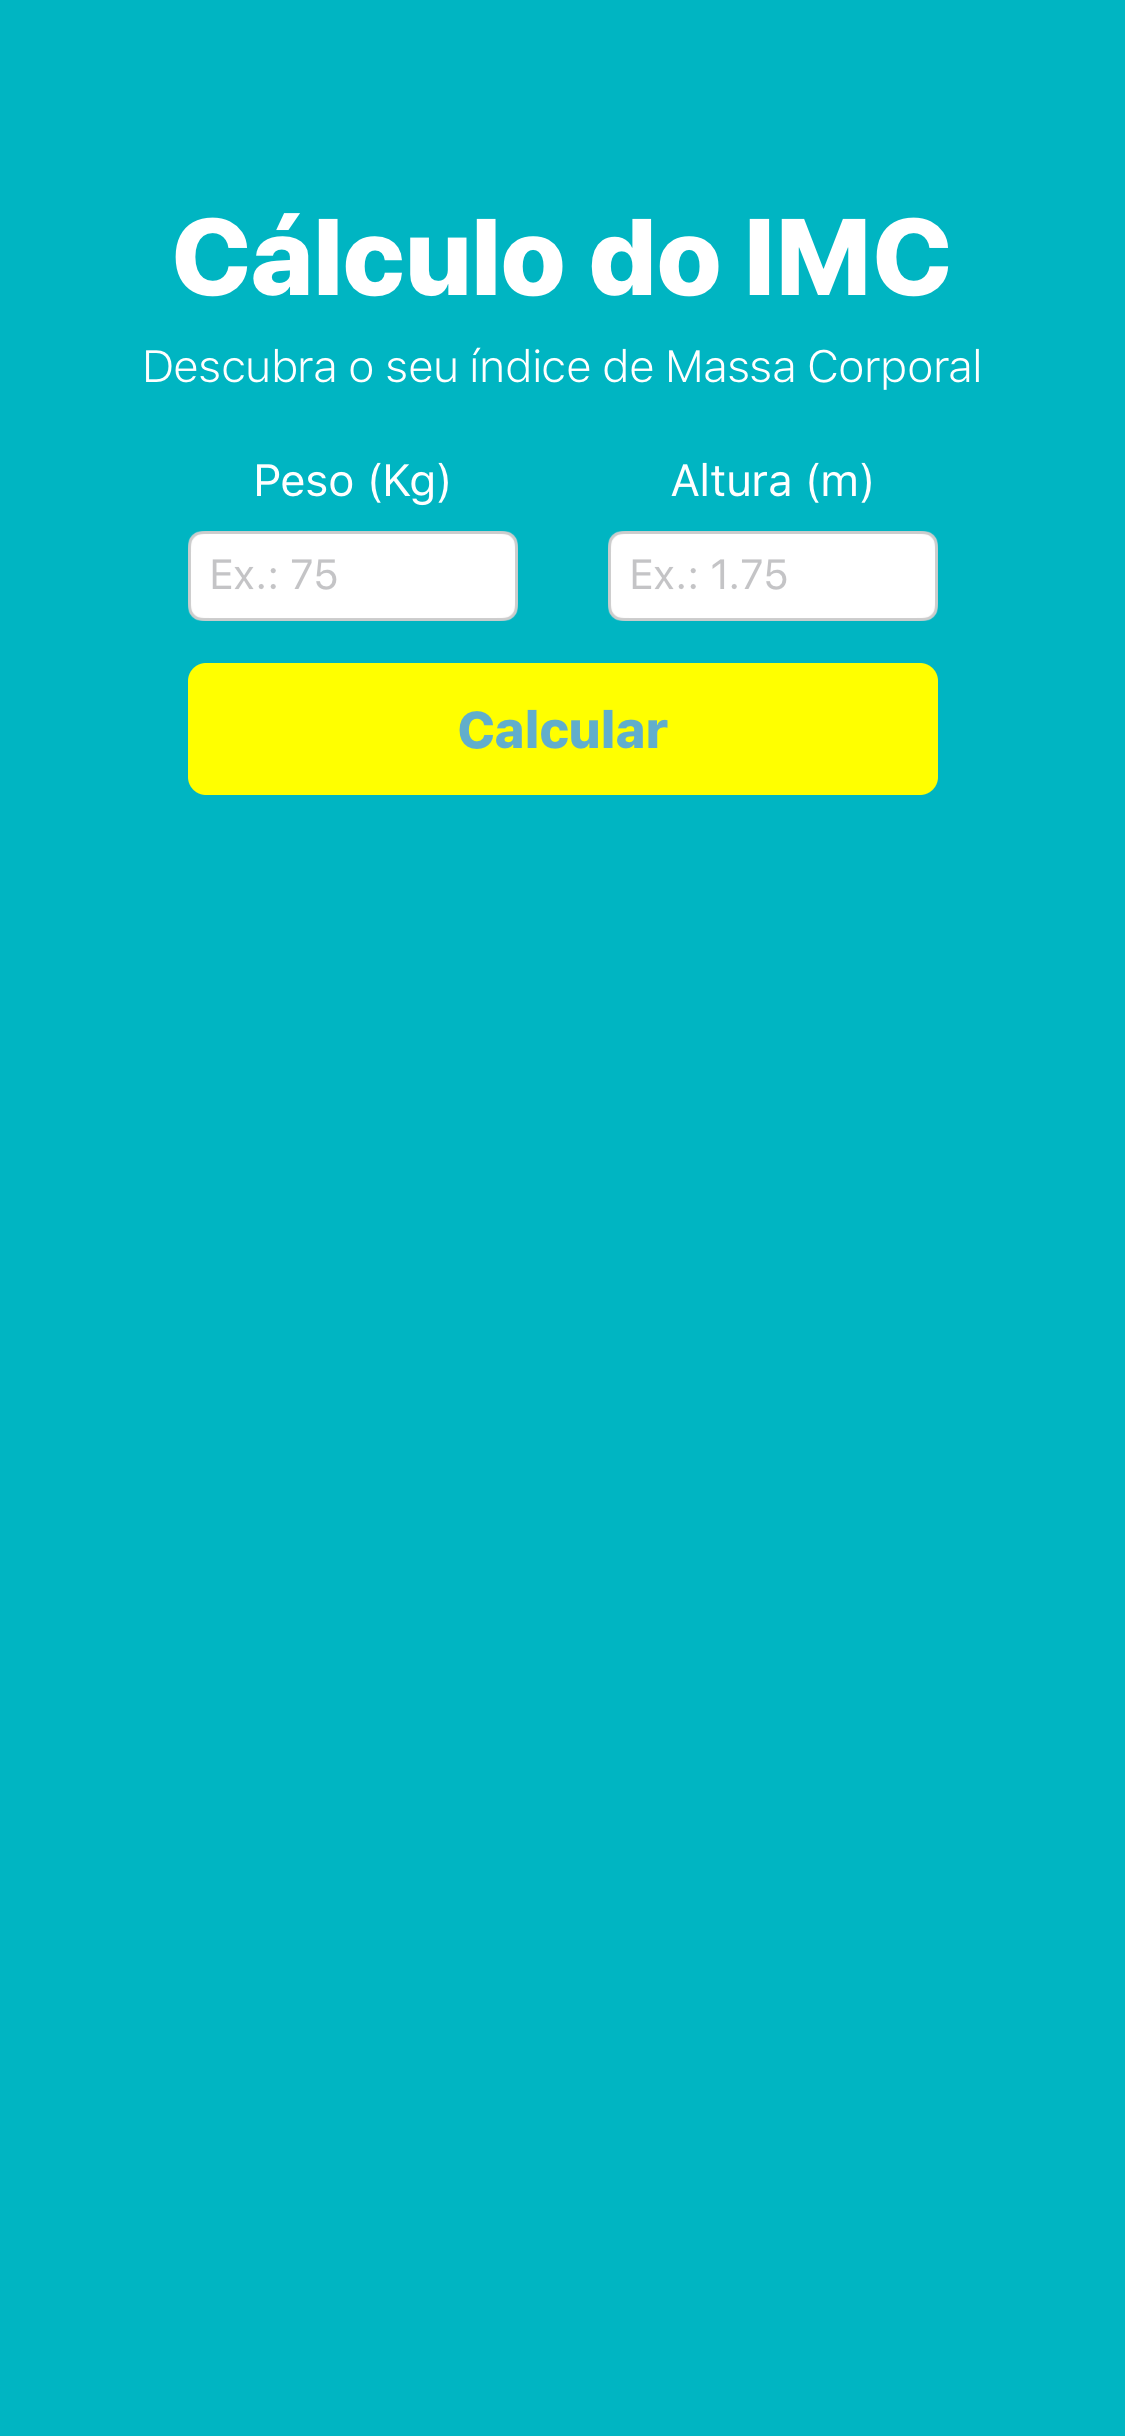 Cálculo do IMC
Descubra o seu índice de Massa Corporal
Peso (Kg) Altura (m)
Ex.: 75 Ex.: 1.75
Calcular